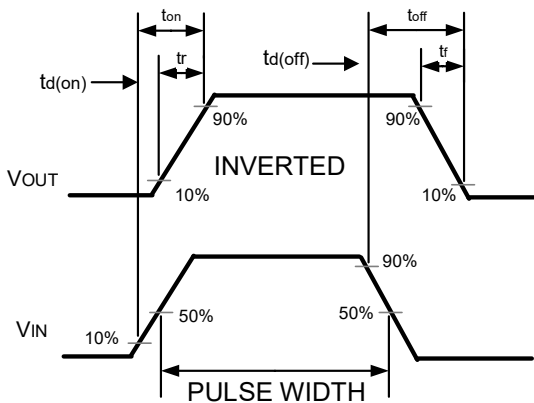 ton
toff
tr
td(off)
tf
td(on)
90%
90%
INVERTED
VOUT
10%
10%
90%
50%
50%
VIN
10%
PULSE WIDTH